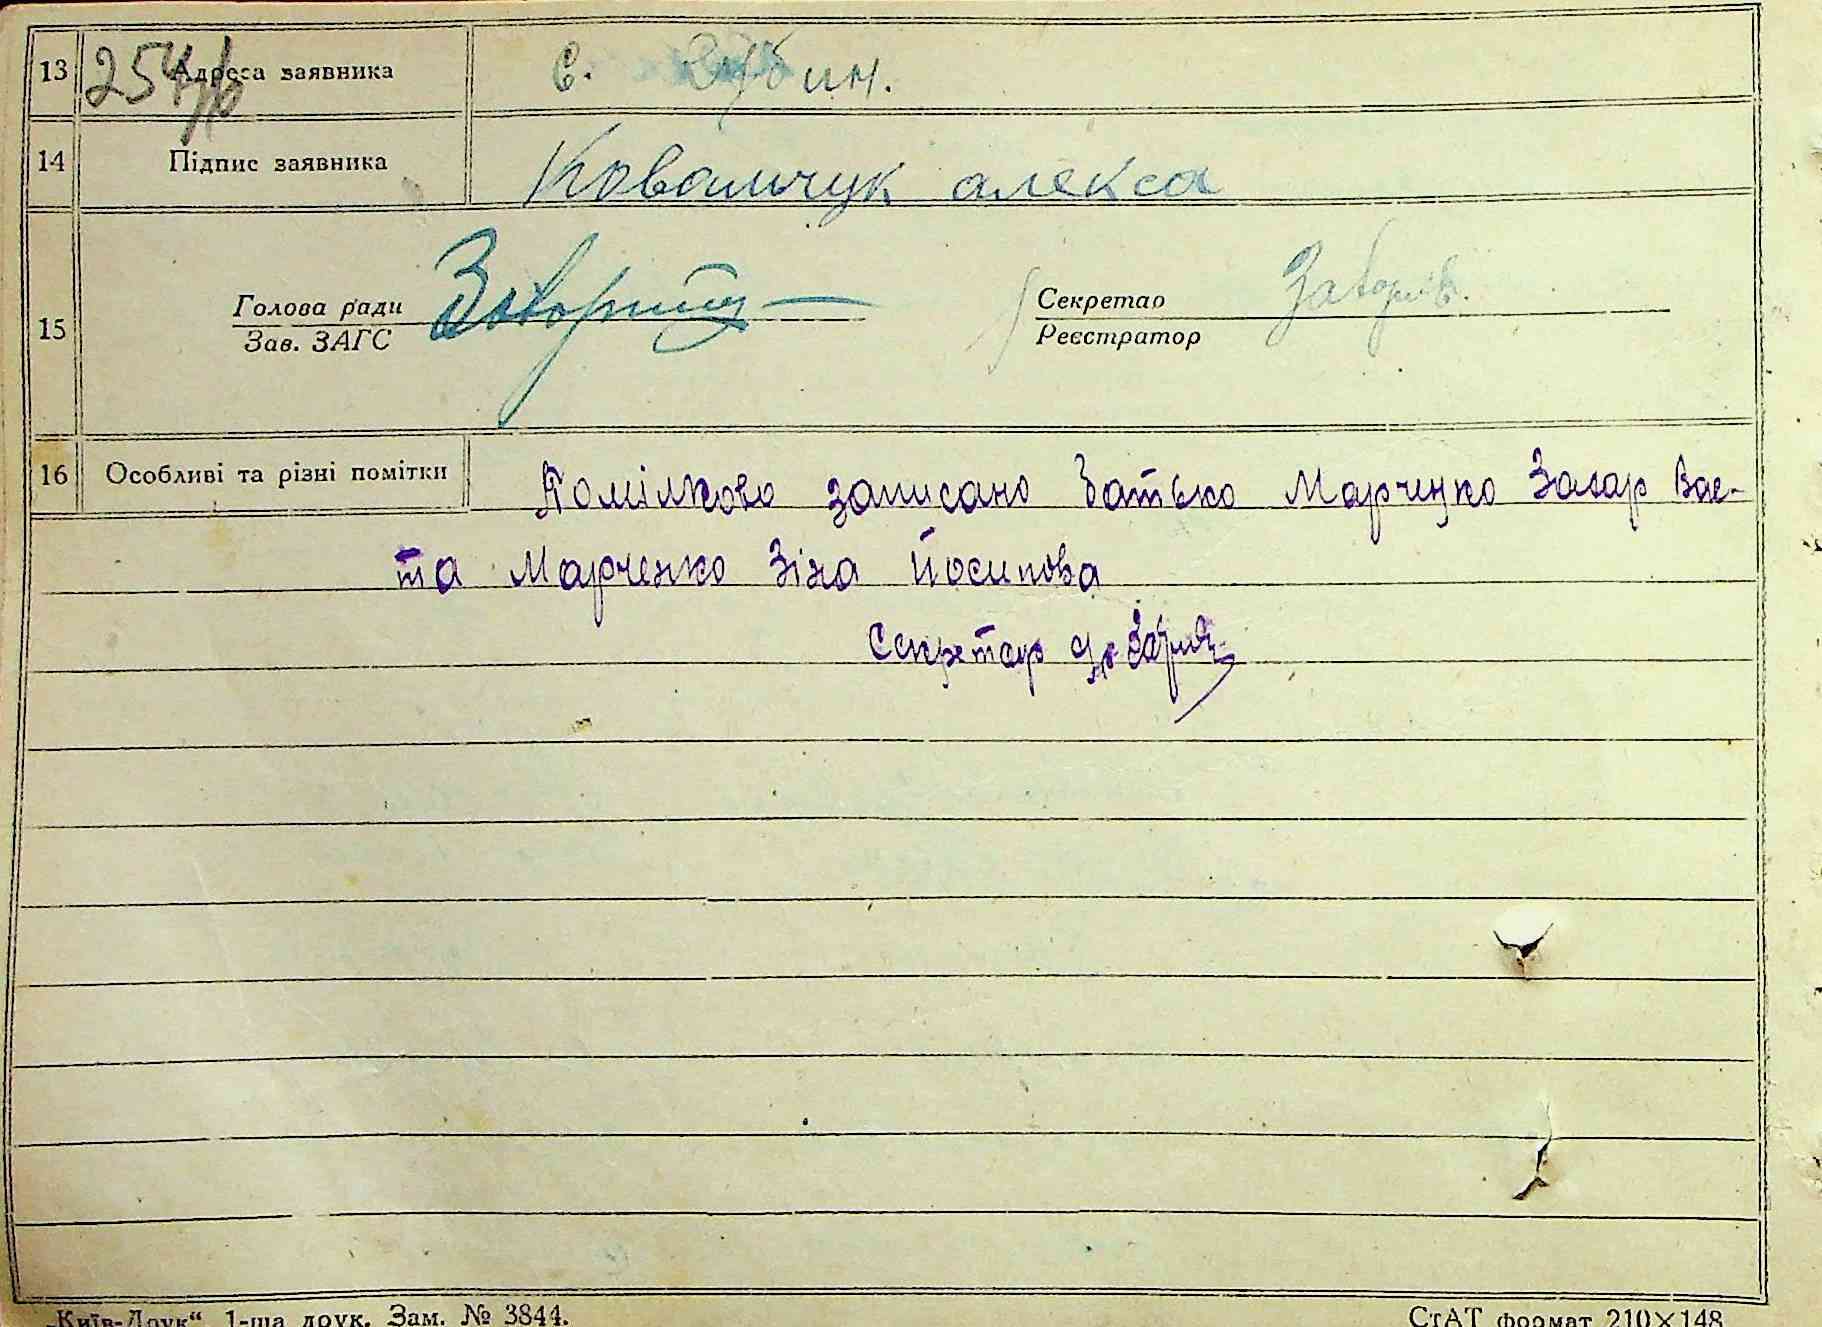 13 Адреса заявника с. Зубин.
254/б
14 Підпис заявника Ковальчук алекса
15 Голова ради Секретар
Зав. ЗАГС Реєстратор
16 Особливі та різні помітки Помілково записано батько Марченко Захар Вас-
та Марченко Зіна Йосипова
Секретар
„Київ-Друк“ 1-ша друк. Зам. № 3844. СтАТ формат 210×148